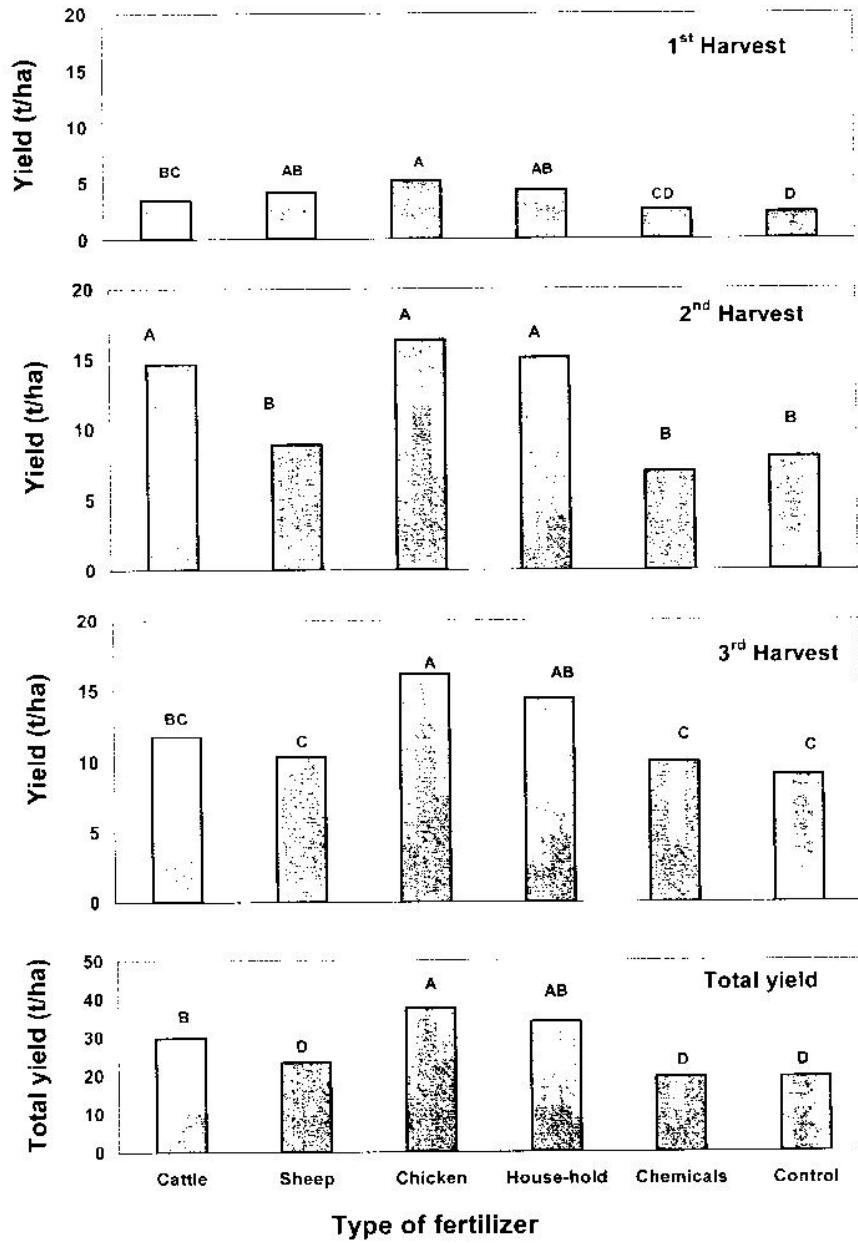 20
1st Harvest
15
10
5
0
Yield (t/ha)
BC AB A AB CD D
20
2nd Harvest
15
10
5
0
Yield (t/ha)
A B A A B B
20
3rd Harvest
15
10
5
0
Yield (t/ha)
BC C A AB C C
50
Total yield
40
30
20
10
0
Total yield (t/ha)
B D A AB D D
Cattle Sheep Chicken House-hold Chemicals Control
Type of fertilizer